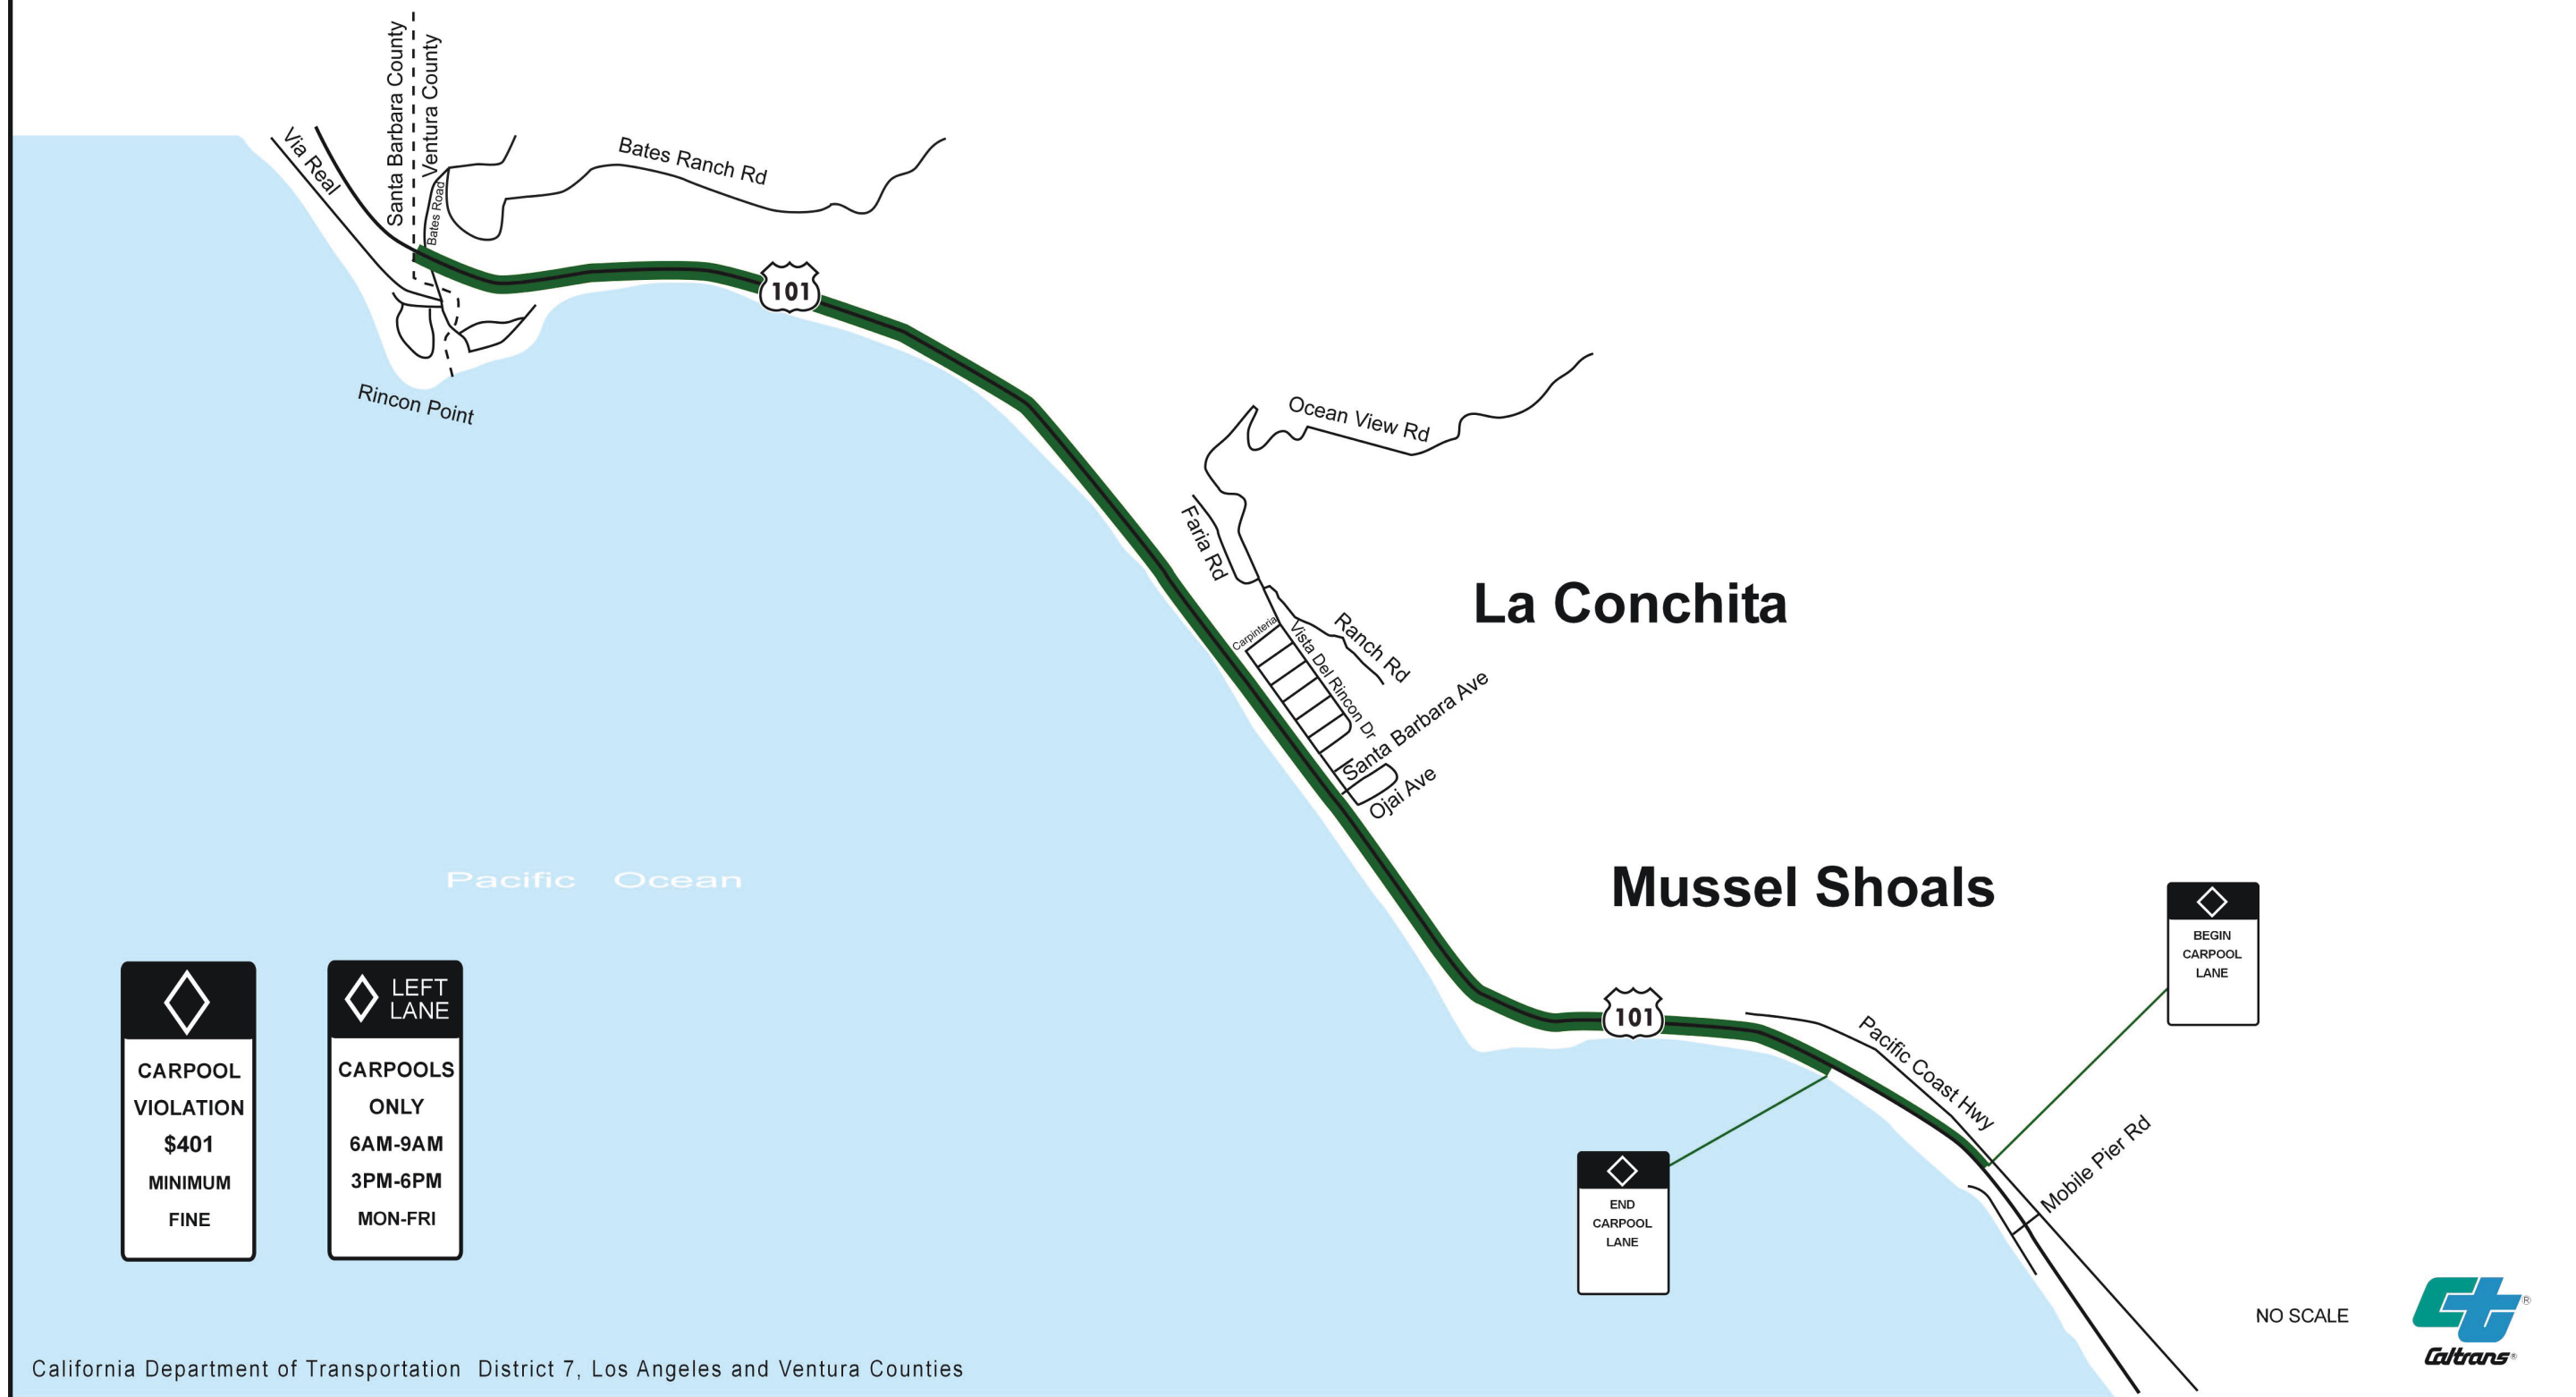 Santa Barbara County
Ventura County
Via Real
Bates Road
Bates Ranch Rd
101
Rincon Point
Ocean View Rd
Faria Rd
La Conchita
Carpinteria
Vista Del Rincon Dr
Ranch Rd
Santa Barbara Ave
Ojai Ave
Pacific Ocean
Mussel Shoals
BEGIN
CARPOOL
LANE
101
Pacific Coast Hwy
Mobile Pier Rd
END
CARPOOL
LANE
CARPOOL
VIOLATION
$401
MINIMUM
FINE
LEFT
LANE
CARPOOLS
ONLY
6AM-9AM
3PM-6PM
MON-FRI
NO SCALE
Ct®
Caltrans®
California Department of Transportation District 7, Los Angeles and Ventura Counties